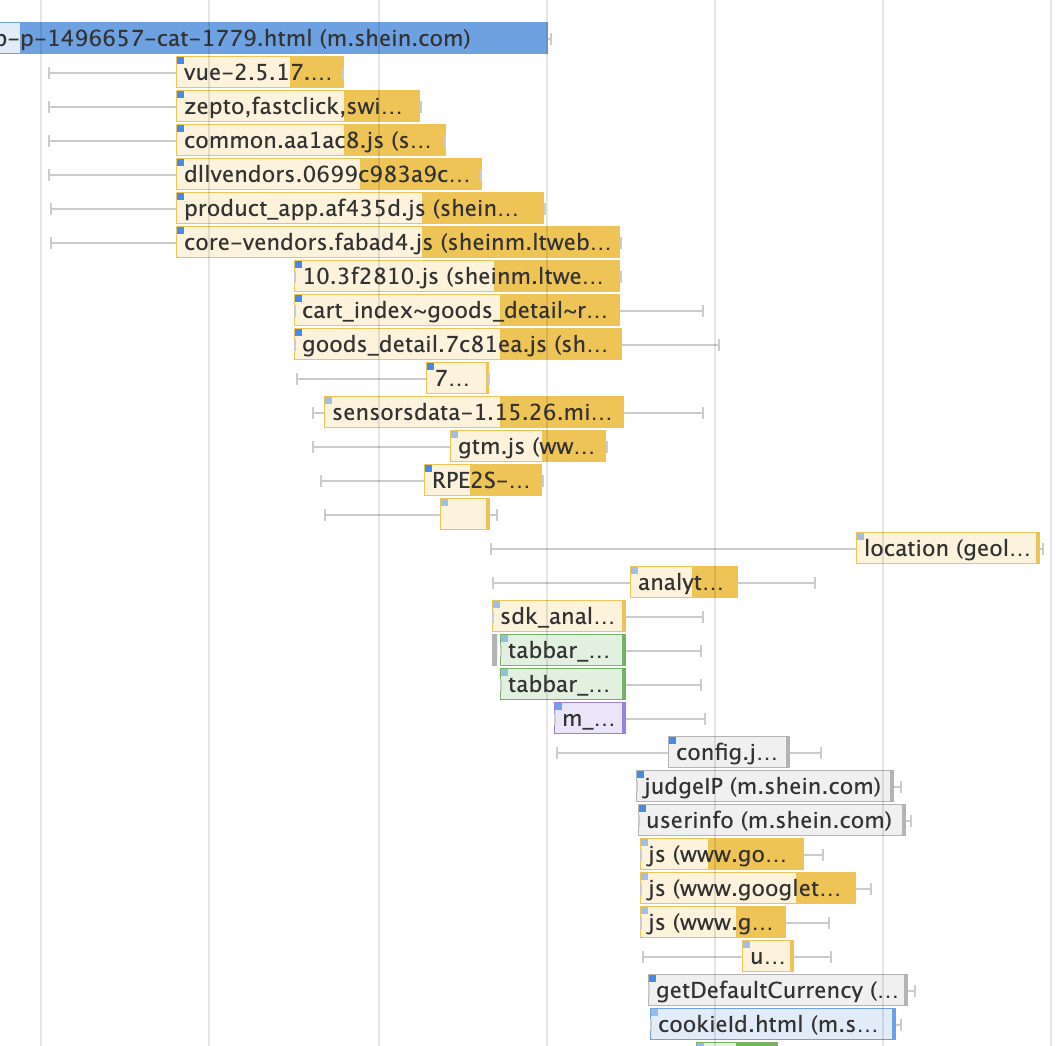 p-p-1496657-cat-1779.html (m.shein.com)
vue-2.5.17....
zepto,fastclick,swi...
common.aa1ac8.js (s...
dllvendors.0699c983a9c...
product_app.af435d.js (shein...
core-vendors.fabad4.js (sheinm.ltweb...
10.3f2810.js (sheinm.ltwe...
cart_index~goods_detail~r...
goods_detail.7c81ea.js (sh...
7...
sensorsdata-1.15.26.mi...
gtm.js (ww...
RPE2S-...
location (geol...
analyt...
sdk_anal...
tabbar_...
tabbar_...
m_...
config.j...
judgeIP (m.shein.com)
userinfo (m.shein.com)
js (www.go...
js (www.googlet...
js (www.g...
u...
getDefaultCurrency (...
cookieId.html (m.s...